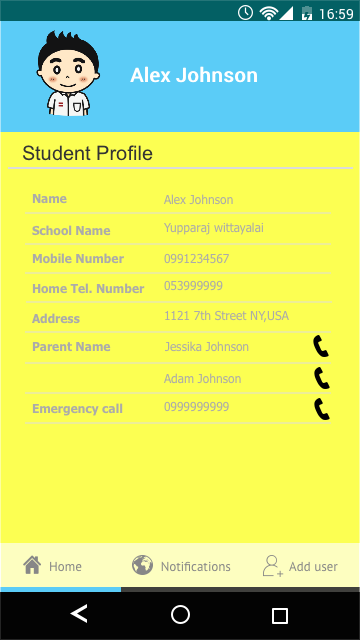 16:59
Alex Johnson
Student Profile
Name Alex Johnson
School Name Yupparaj wittayalai
Mobile Number 0991234567
Home Tel. Number 053999999
Address 1121 7th Street NY,USA
Parent Name Jessika Johnson
Adam Johnson
Emergency call 0999999999
Home Notifications Add user